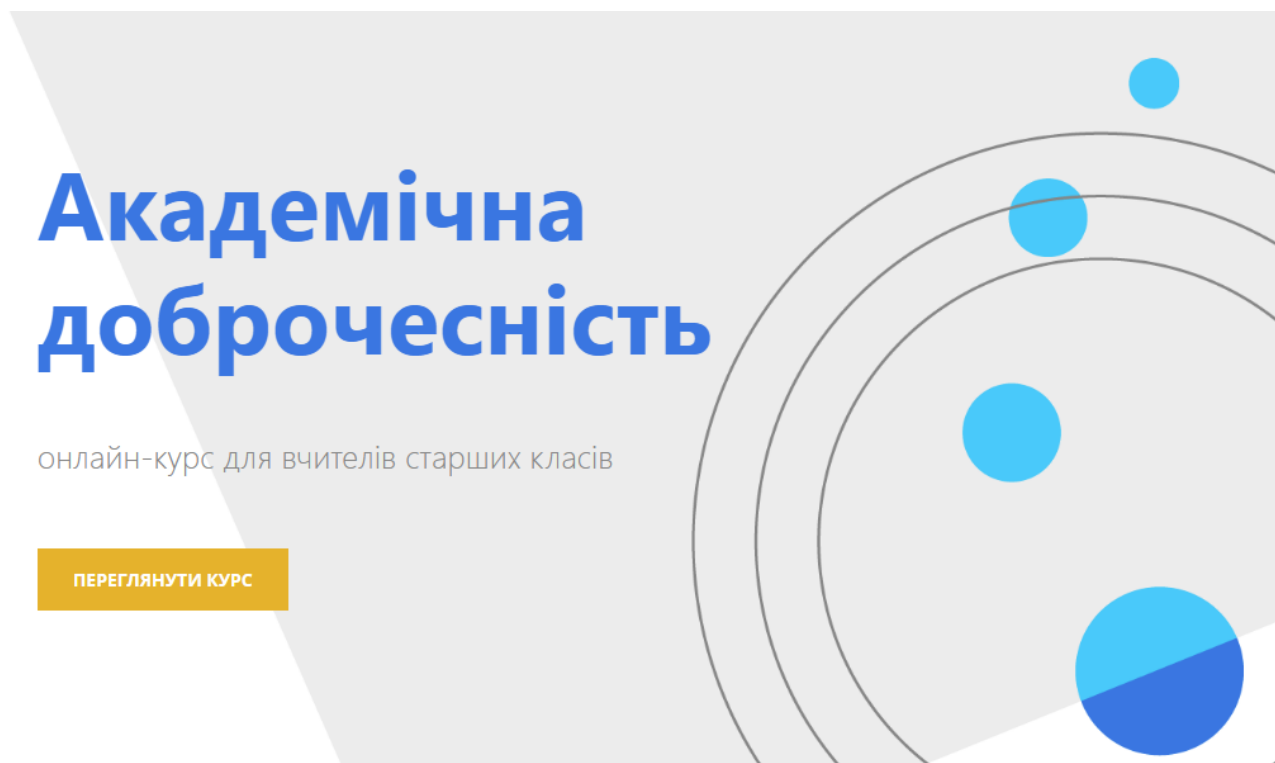 Академічна
доброчесність
онлайн-курс для вчителів старших класів
ПЕРЕГЛЯНУТИ КУРС